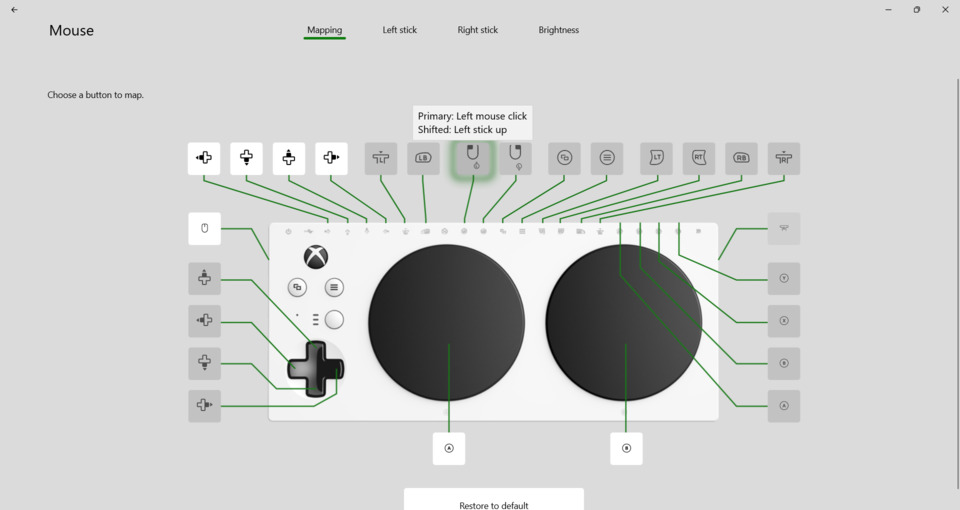 Mouse
Mapping
Left stick
Right stick
Brightness
Choose a button to map.
Primary: Left mouse click
Shifted: Left stick up
LB
LT
RT
RB
A
B
Y
X
B
A
Restore to default